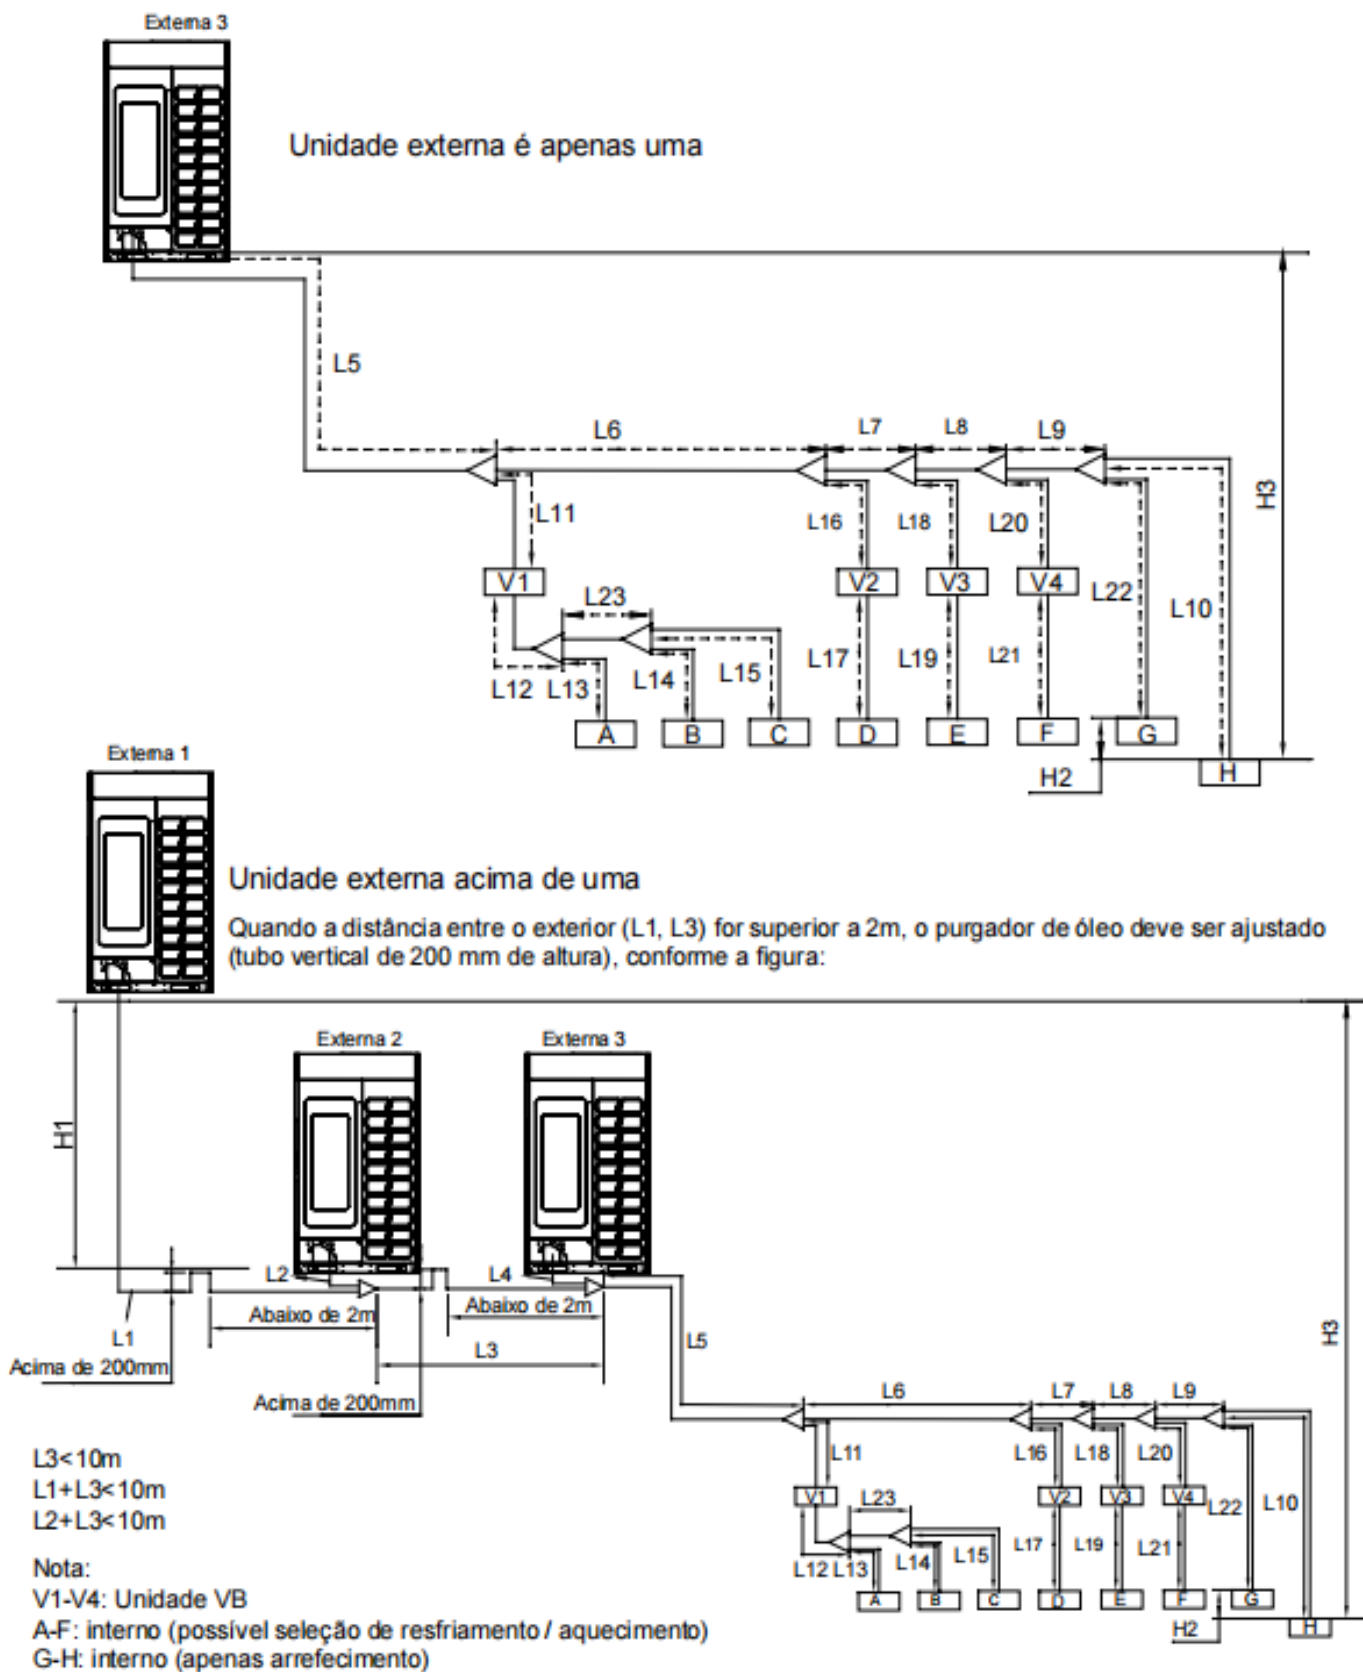 Externa 3
Unidade externa é apenas uma
L5
L6
L7
L8
L9
H3
L11
L16
L18
L20
V1
V2
V3
V4
L23
L22
L10
L12
L13
L14
L15
L17
L19
L21
A
B
C
D
E
F
G
H2
H
Externa 1
Unidade externa acima de uma
Quando a distância entre o exterior (L1, L3) for superior a 2m, o purgador de óleo deve ser ajustado
(tubo vertical de 200 mm de altura), conforme a figura:
Externa 2
Externa 3
H1
L2
L4
Abaixo de 2m
Abaixo de 2m
L1
L3
L5
H3
Acima de 200mm
Acima de 200mm
L6
L7
L8
L9
L11
L16
L18
L20
V1
L23
V2
V3
V4
L22
L10
L12
L13
L14
L15
L17
L19
L21
A
B
C
D
E
F
G
H2
H
L3<10m
L1+L3<10m
L2+L3<10m
Nota:
V1-V4: Unidade VB
A-F: interno (possível seleção de resfriamento / aquecimento)
G-H: interno (apenas arrefecimento)